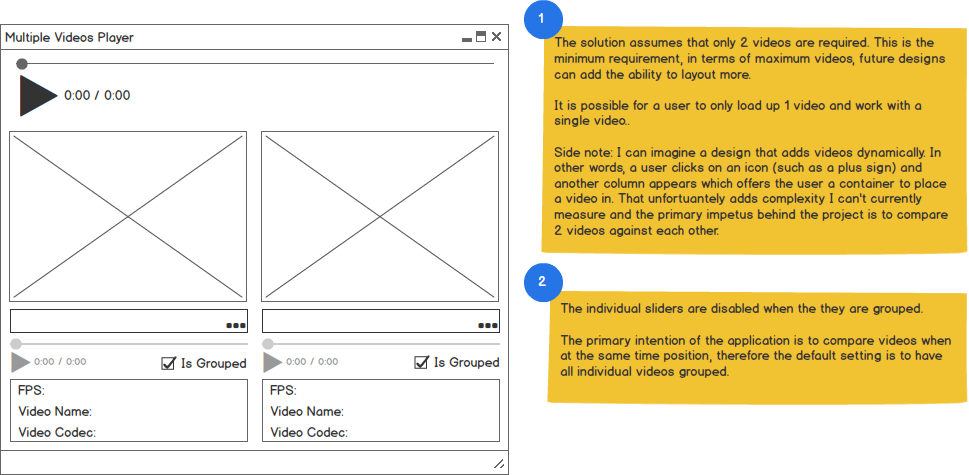 Multiple Videos Player
0:00 / 0:00
0:00 / 0:00
Is Grouped
0:00 / 0:00
Is Grouped
FPS:
Video Name:
Video Codec:
FPS:
Video Name:
Video Codec:
1
The solution assumes that only 2 videos are required. This is the
minimum requirement, in terms of maximum videos, future designs
can add the ability to layout more.
It is possible for a user to only load up 1 video and work with a
single video..
Side note: I can imagine a design that adds videos dynamically. In
other words, a user clicks on an icon (such as a plus sign) and
another column appears which offers the user a container to place
a video in. That unfortuantely adds complexity I can't currently
measure and the primary impetus behind the project is to compare
2 videos against each other.
2
The individual sliders are disabled when the they are grouped.
The primary intention of the application is to compare videos when
at the same time position, therefore the default setting is to have
all individual videos grouped.